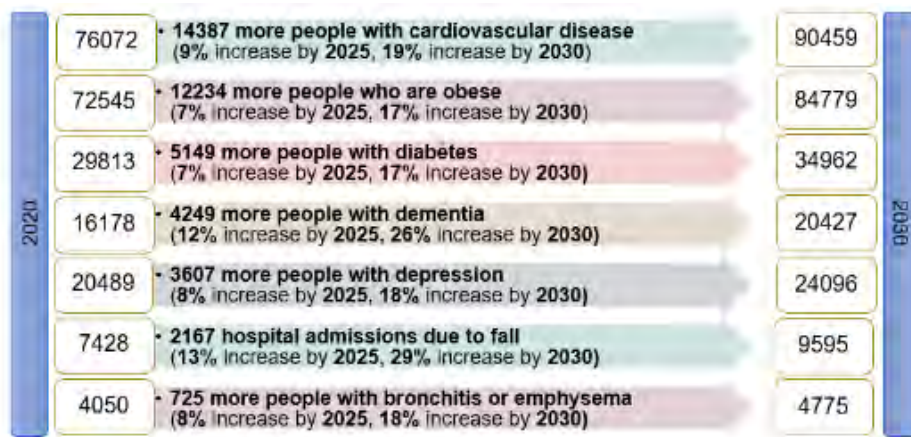 2020
76072
• 14387 more people with cardiovascular disease
(9% increase by 2025, 19% increase by 2030)
90459
72545
• 12234 more people who are obese
(7% increase by 2025, 17% increase by 2030)
84779
29813
• 5149 more people with diabetes
(7% increase by 2025, 17% increase by 2030)
34962
16178
• 4249 more people with dementia
(12% increase by 2025, 26% increase by 2030)
20427
20489
• 3607 more people with depression
(8% increase by 2025, 18% increase by 2030)
24096
7428
• 2167 hospital admissions due to fall
(13% increase by 2025, 29% increase by 2030)
9595
4050
• 725 more people with bronchitis or emphysema
(8% increase by 2025, 18% increase by 2030)
4775
2030